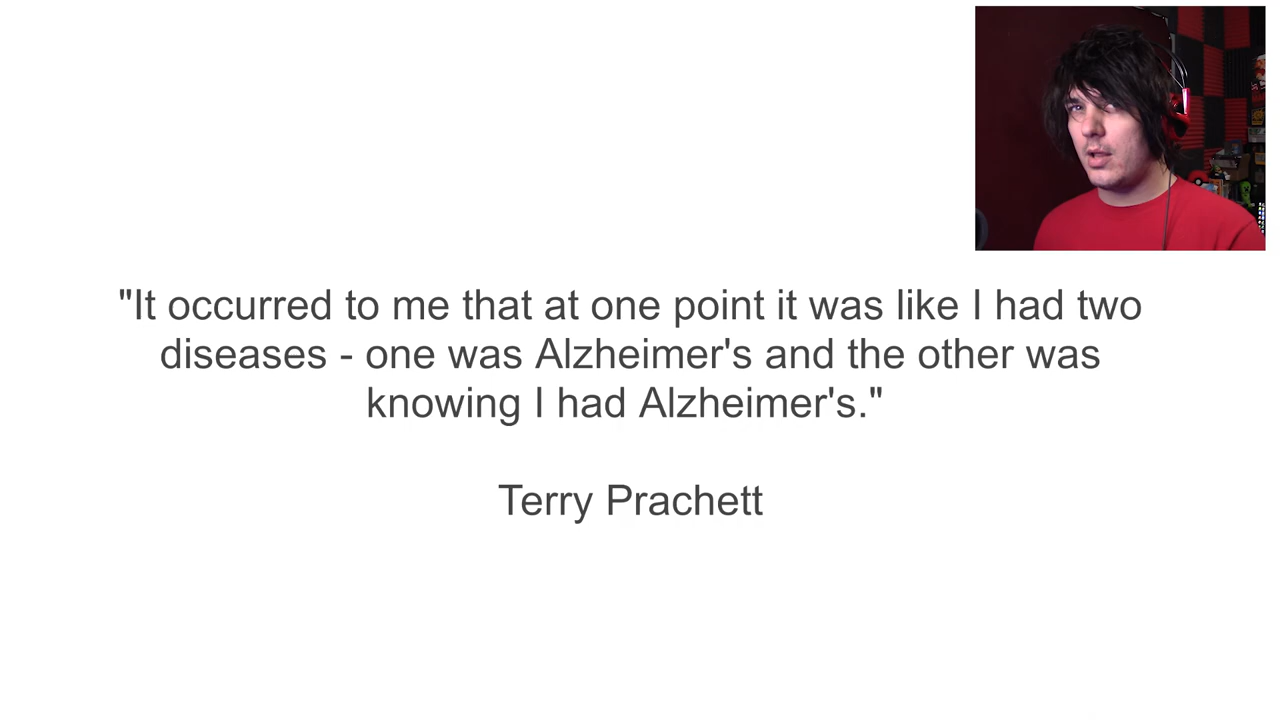 "It occurred to me that at one point it was like I had two
diseases - one was Alzheimer's and the other was
knowing I had Alzheimer's."
Terry Prachett